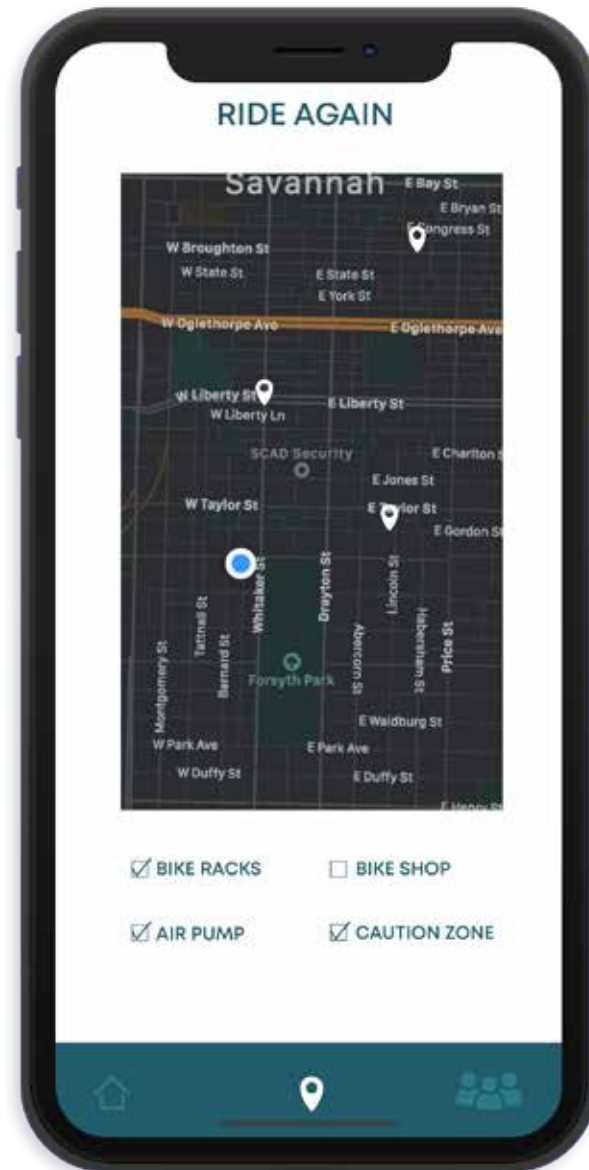 RIDE AGAIN
Savannah
E Bay St
E Bryan St
E Congress St
W Broughton St
W State St
E State St
E York St
W Oglethorpe Ave
E Oglethorpe Ave
W Liberty St
E Liberty St
W Liberty Ln
SCAD Security
E Charlton S
E Jones St
W Taylor St
E Taylor St
E Gordon St
Whitaker St
Drayton St
Lincoln St
Tattnall St
Barnard St
Montgomery St
Abercorn St
Habersham St
Price St
Forsyth Park
E Waldburg St
W Park Ave
E Park Ave
W Duffy St
E Duffy St
E Henry St
BIKE RACKS
BIKE SHOP
AIR PUMP
CAUTION ZONE